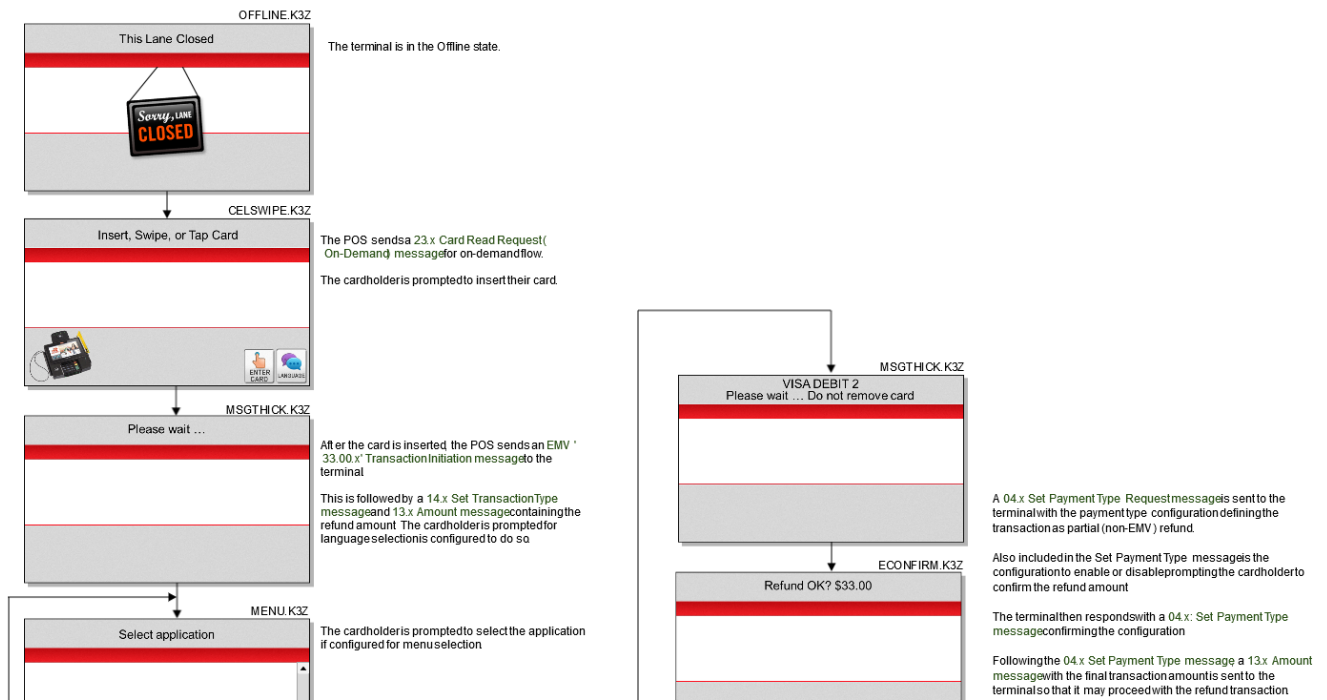 OFFLINE.K3Z
This Lane Closed
The terminal is in the Offline state.
Sorry, LANE
CLOSED
CELSWIPE.K3Z
Insert, Swipe, or Tap Card
The POS sends a 23.x Card Read Request (
On-Demand) message for on-demand flow.
The cardholder is prompted to insert their card.
ENTER
CARD
LANGUAGE
MSGTHICK.K3Z
Please wait ...
After the card is inserted, the POS sends an EMV '
33.00.x' Transaction Initiation message to the
terminal.
This is followed by a 14.x Set Transaction Type
message and 13.x Amount message containing the
refund amount. The cardholder is prompted for
language selection is configured to do so.
MENU.K3Z
Select application
The cardholder is prompted to select the application
if configured for menu selection.
MSGTHICK.K3Z
VISA DEBIT 2
Please wait ... Do not remove card
ECONFIRM.K3Z
Refund OK? $33.00
A 04.x Set Payment Type Request message is sent to the
terminal with the payment type configuration defining the
transaction as partial (non-EMV) refund.
Also included in the Set Payment Type message is the
configuration to enable or disable prompting the cardholder to
confirm the refund amount
The terminal then responds with a 04.x: Set Payment Type
message confirming the configuration
Following the 04.x Set Payment Type message, a 13.x Amount
message with the final transaction amount is sent to the
terminal so that it may proceed with the refund transaction.